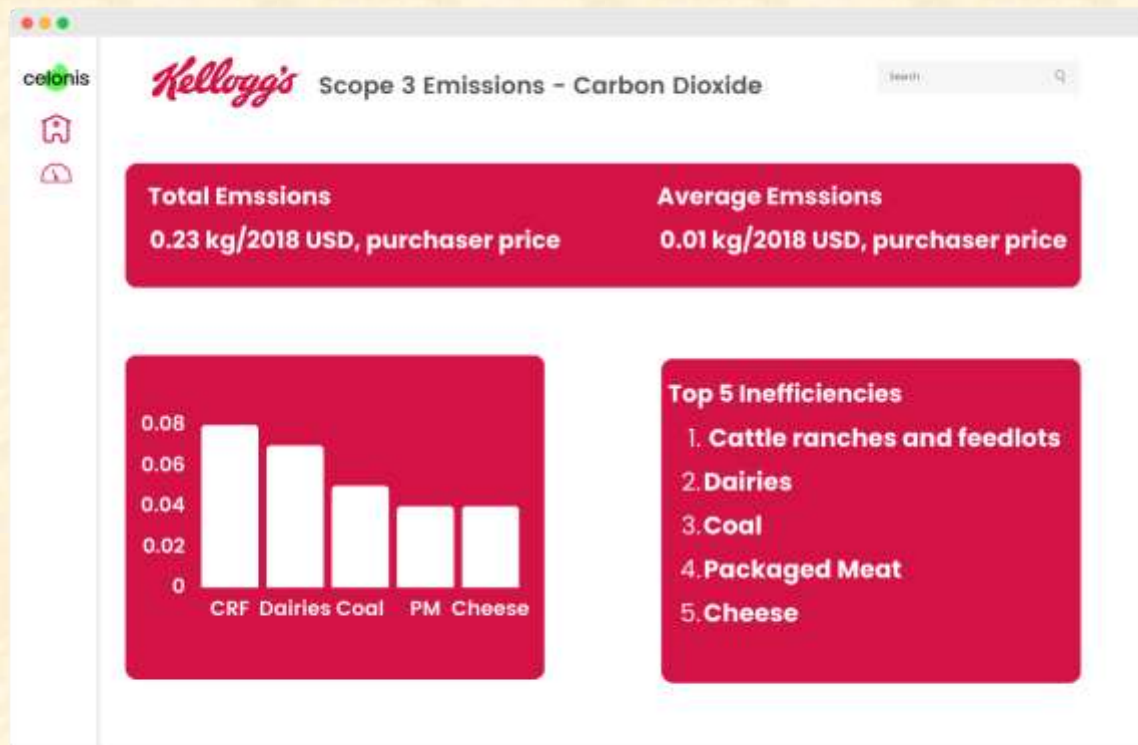 celonis
Kellogg's
Scope 3 Emissions - Carbon Dioxide
Search
Total Emssions
0.23 kg/2018 USD, purchaser price
Average Emssions
0.01 kg/2018 USD, purchaser price
0.08
0.06
0.04
0.02
0
CRF Dairies Coal PM Cheese
Top 5 Inefficiencies
1. Cattle ranches and feedlots
2. Dairies
3. Coal
4. Packaged Meat
5. Cheese